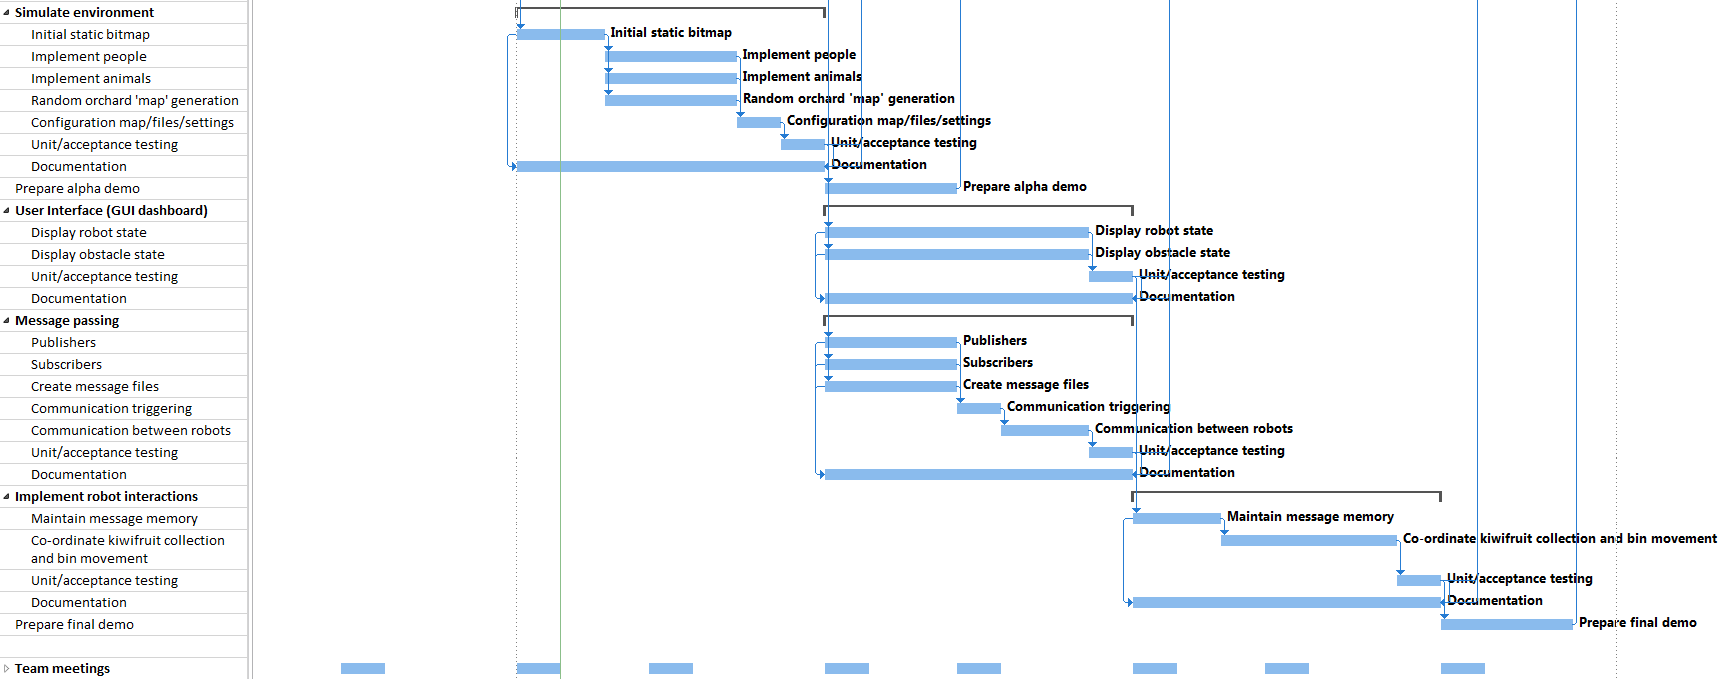 Simulate environment
Initial static bitmap
Initial static bitmap
Implement people
Implement people
Implement animals
Implement animals
Random orchard 'map' generation
Random orchard 'map' generation
Configuration map/files/settings
Configuration map/files/settings
Unit/acceptance testing
Unit/acceptance testing
Documentation
Documentation
Prepare alpha demo
Prepare alpha demo
User Interface (GUI dashboard)
Display robot state
Display robot state
Display obstacle state
Display obstacle state
Unit/acceptance testing
Unit/acceptance testing
Documentation
Documentation
Message passing
Publishers
Publishers
Subscribers
Subscribers
Create message files
Create message files
Communication triggering
Communication triggering
Communication between robots
Communication between robots
Unit/acceptance testing
Unit/acceptance testing
Documentation
Documentation
Implement robot interactions
Maintain message memory
Maintain message memory
Co-ordinate kiwifruit collection
and bin movement
Co-ordinate kiwifruit collection and bin movement
Unit/acceptance testing
Unit/acceptance testing
Documentation
Documentation
Prepare final demo
Prepare final demo
Team meetings